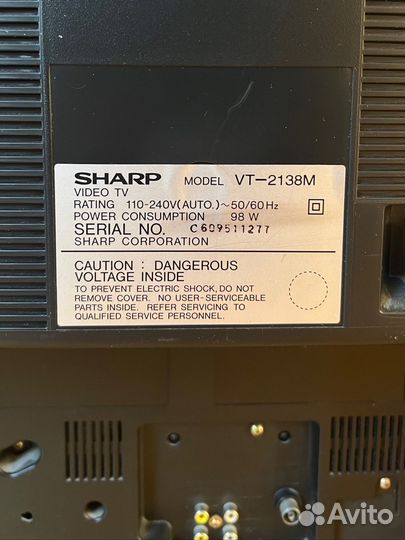 SHARP MODEL VT-2138M
VIDEO TV
RATING 110-240V(AUTO.)~50/60Hz
POWER CONSUMPTION 98 W
SERIAL NO. C609511277
SHARP CORPORATION
CAUTION : DANGEROUS
VOLTAGE INSIDE
TO PREVENT ELECTRIC SHOCK, DO NOT
REMOVE COVER. NO USER-SERVICEABLE
PARTS INSIDE. REFER SERVICING TO
QUALIFIED SERVICE PERSONNEL.
Avito